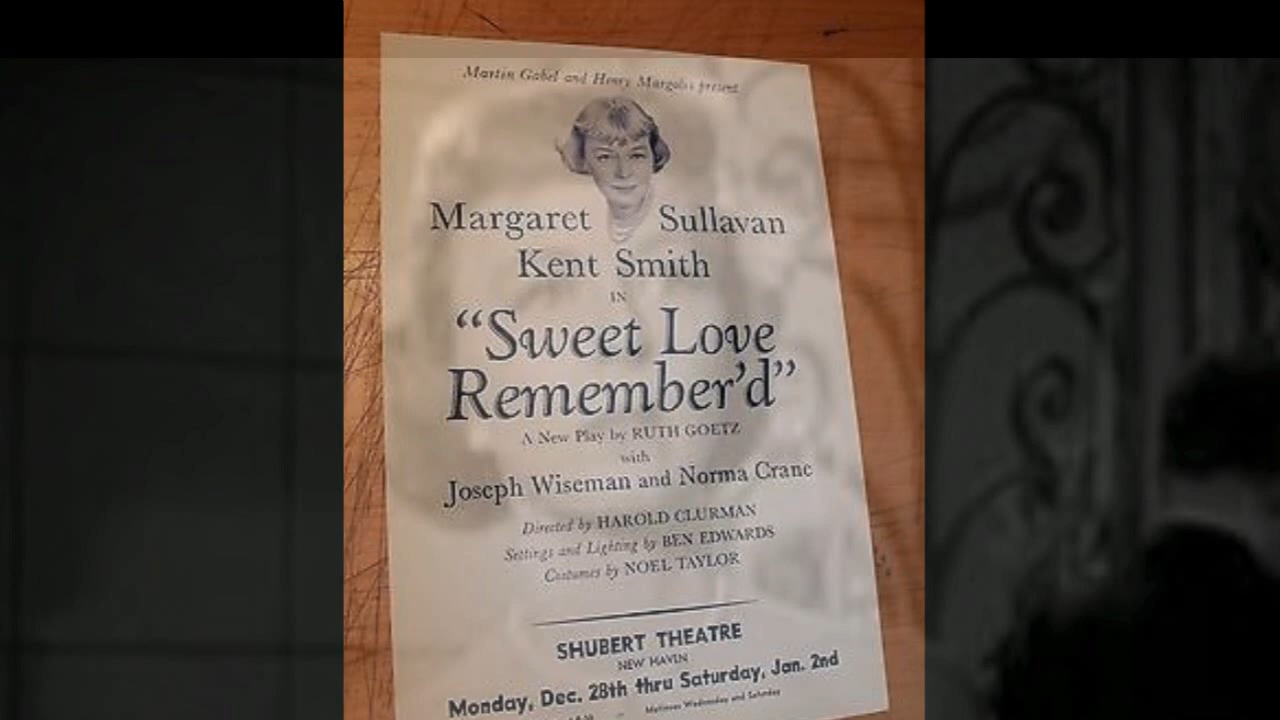 Martin Gabel and Henry Margolis present
Margaret Sullavan
Kent Smith
IN
“Sweet Love
Remember’d”
A New Play by RUTH GOETZ
with
Joseph Wiseman and Norma Crane
Directed by HAROLD CLURMAN
Settings and Lighting by BEN EDWARDS
Costumes by NOEL TAYLOR
SHUBERT THEATRE
NEW HAVEN
Monday, Dec. 28th thru Saturday, Jan. 2nd
Matinees Wednesday and Saturday